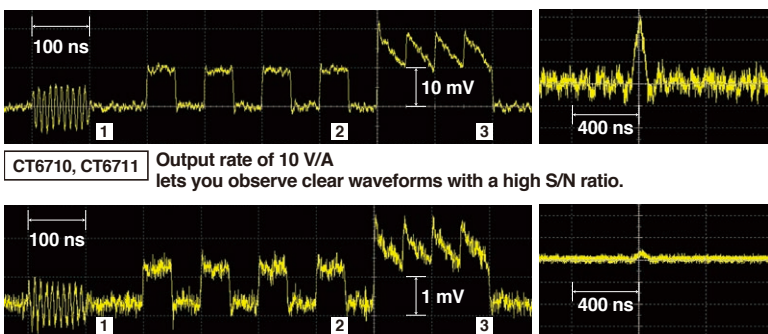 100 ns
10 mV
1
2
3
400 ns
CT6710, CT6711
Output rate of 10 V/A
lets you observe clear waveforms with a high S/N ratio.
100 ns
1 mV
1
2
3
400 ns